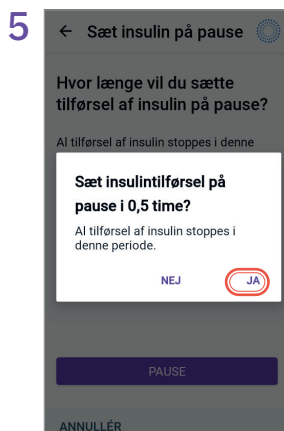 5
← Sæt insulin på pause
Hvor længe vil du sætte
tilførsel af insulin på pause?
Al tilførsel af insulin stoppes i denne
Sæt insulintilførsel på
pause i 0,5 time?
Al tilførsel af insulin stoppes i
denne periode.
NEJ JA
PAUSE
ANNULLÉR